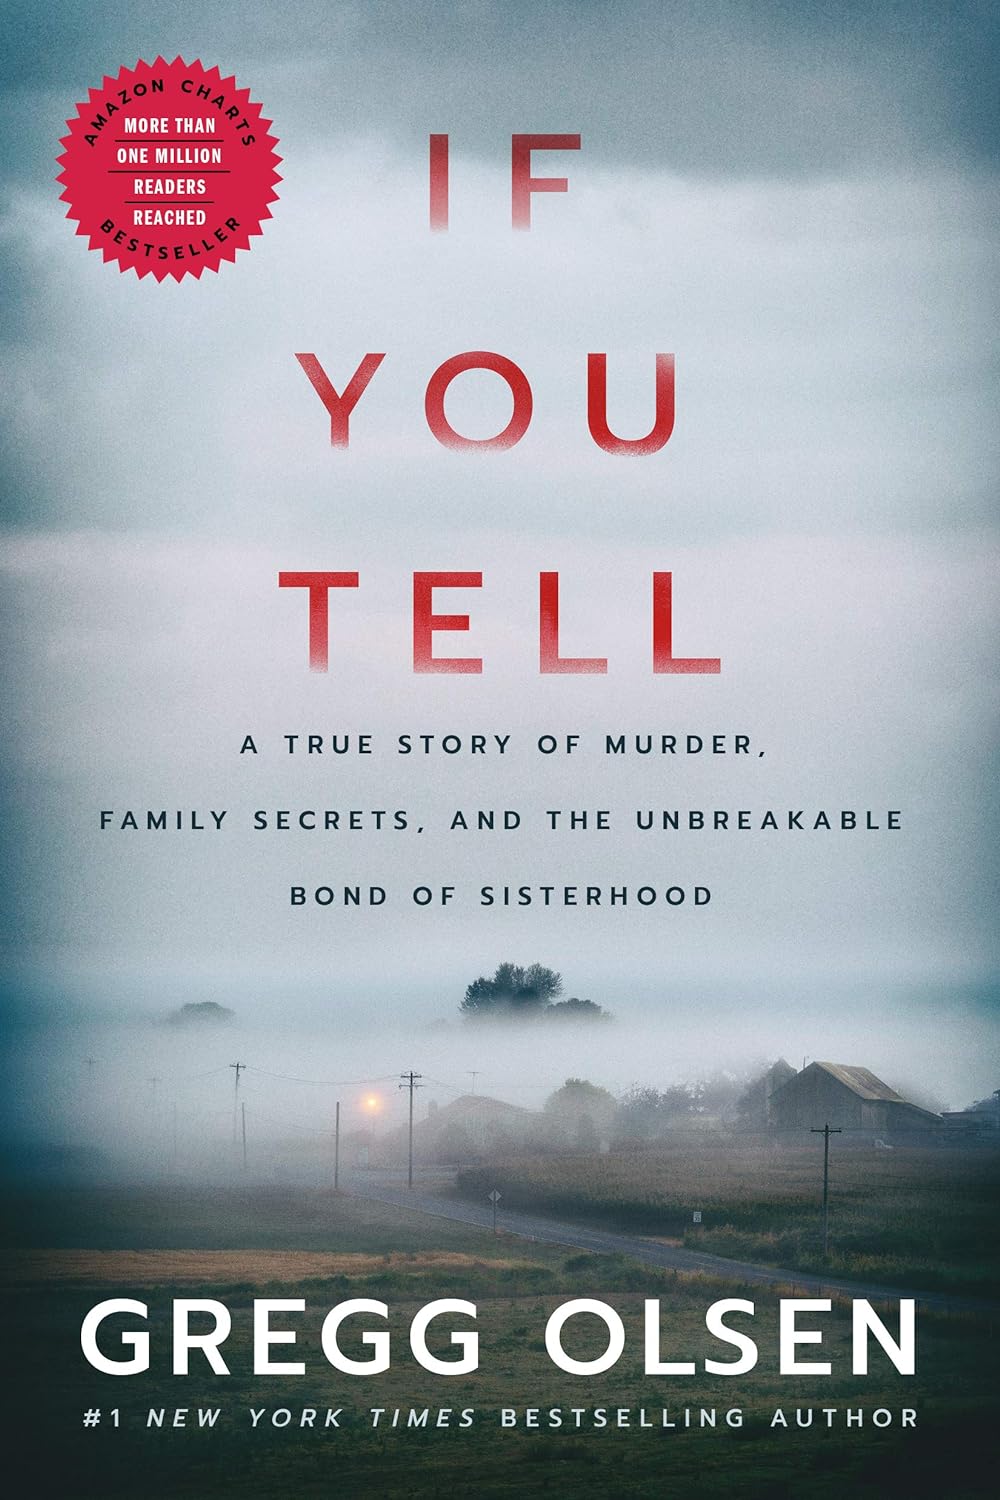 AMAZON CHARTS
MORE THAN
ONE MILLION
READERS
REACHED
BESTSELLER
IF
YOU
TELL
A TRUE STORY OF MURDER,
FAMILY SECRETS, AND THE UNBREAKABLE
BOND OF SISTERHOOD
GREGG OLSEN
#1 NEW YORK TIMES BESTSELLING AUTHOR